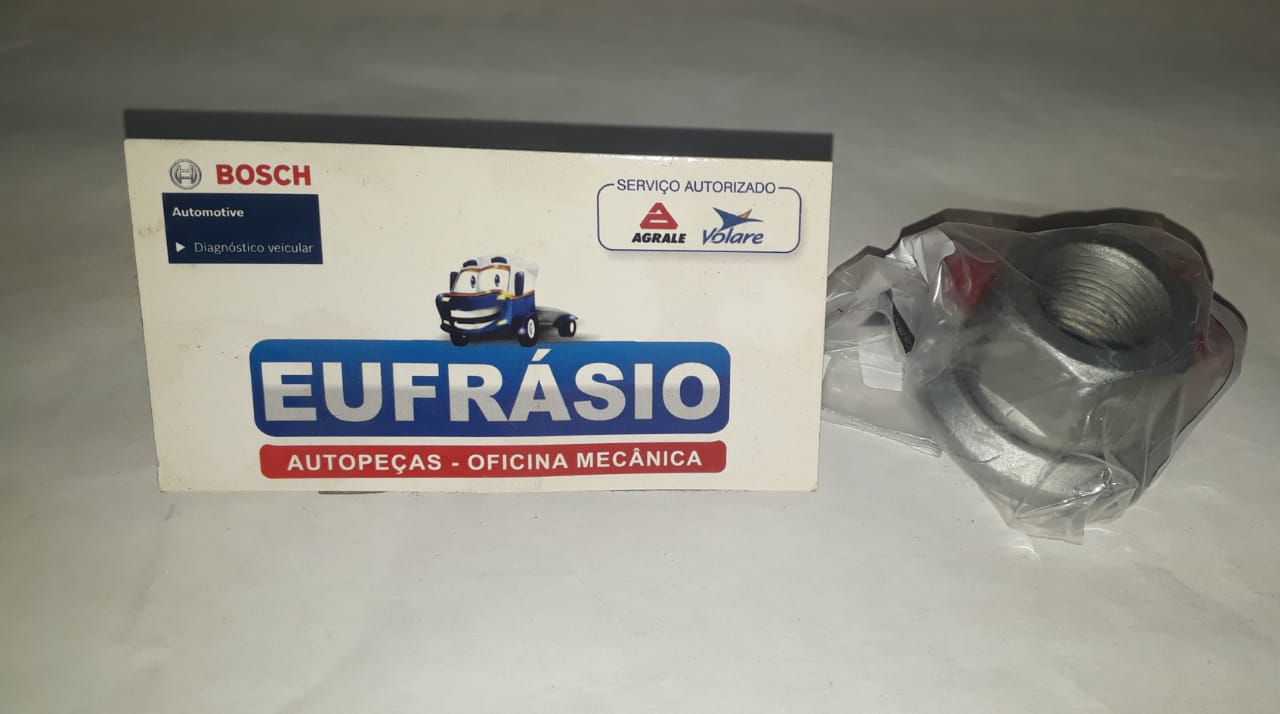 BOSCH
Automotive
Diagnóstico veicular
SERVIÇO AUTORIZADO
AGRALE
Volare
EUFRÁSIO
AUTOPEÇAS - OFICINA MECÂNICA